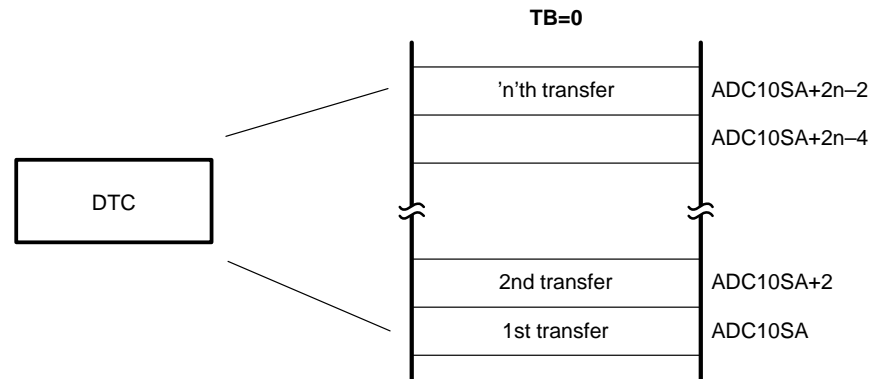 TB=0
’n’th transfer
ADC10SA+2n–2
ADC10SA+2n–4
DTC
2nd transfer
ADC10SA+2
1st transfer
ADC10SA